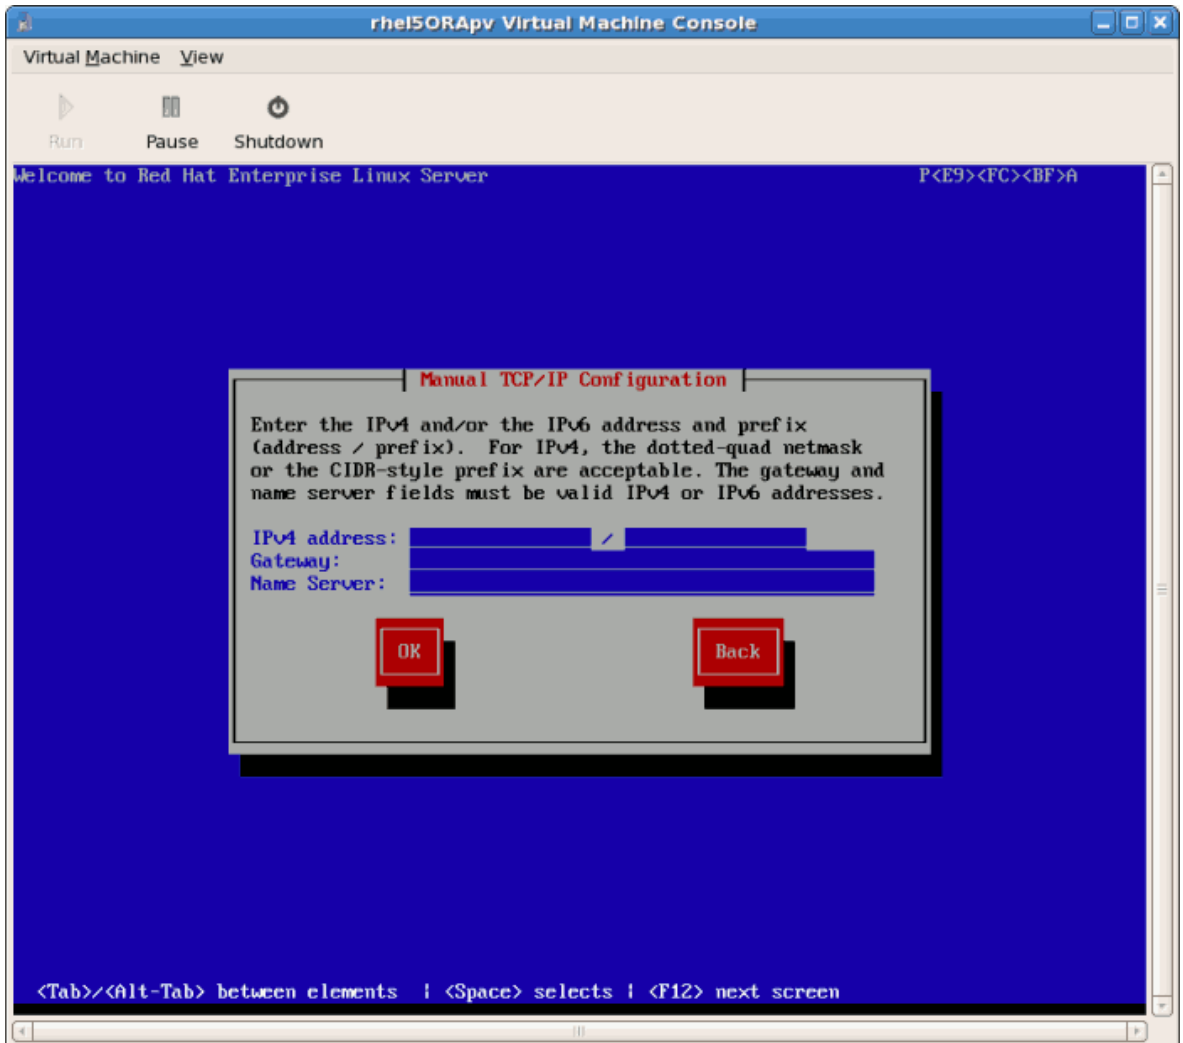 rhel5ORApv Virtual Machine Console
Virtual Machine View
Run Pause Shutdown
Welcome to Red Hat Enterprise Linux Server P<E9><FC><BF>A
Manual TCP/IP Configuration
Enter the IPv4 and/or the IPv6 address and prefix
(address / prefix). For IPv4, the dotted-quad netmask
or the CIDR-style prefix are acceptable. The gateway and
name server fields must be valid IPv4 or IPv6 addresses.
IPv4 address: /
Gateway:
Name Server:
OK Back
<Tab>/<Alt-Tab> between elements | <Space> selects | <F12> next screen